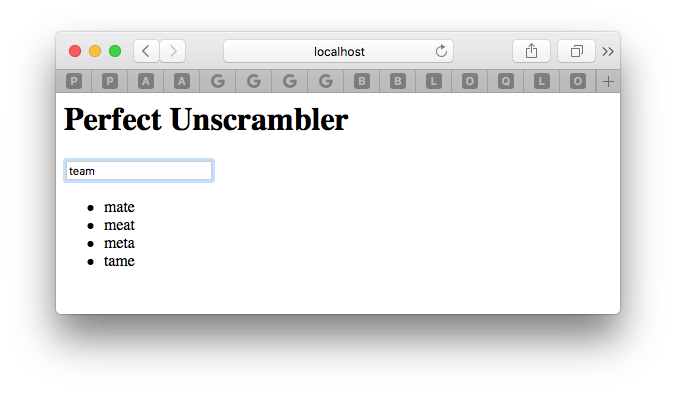 localhost
P P A A G G G G B B L O Q L O
Perfect Unscrambler
team
mate
meat
meta
tame